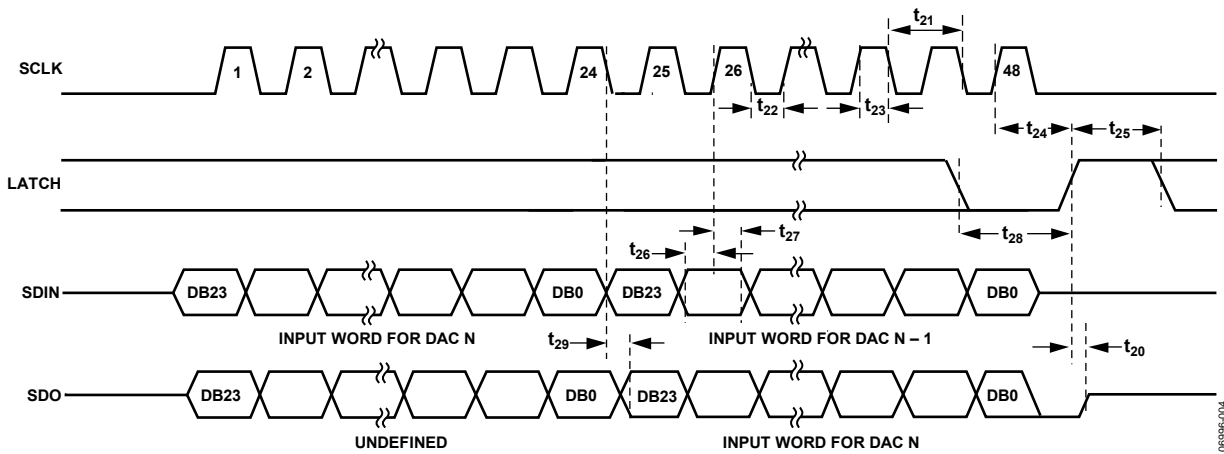 t21
SCLK
1
2
24
25
26
48
t22
t23
t24
t25
LATCH
t27
t28
t26
SDIN
DB23
DB0
DB23
DB0
INPUT WORD FOR DAC N
INPUT WORD FOR DAC N – 1
t29
t20
SDO
DB23
DB0
DB23
DB0
UNDEFINED
INPUT WORD FOR DAC N
06996-004